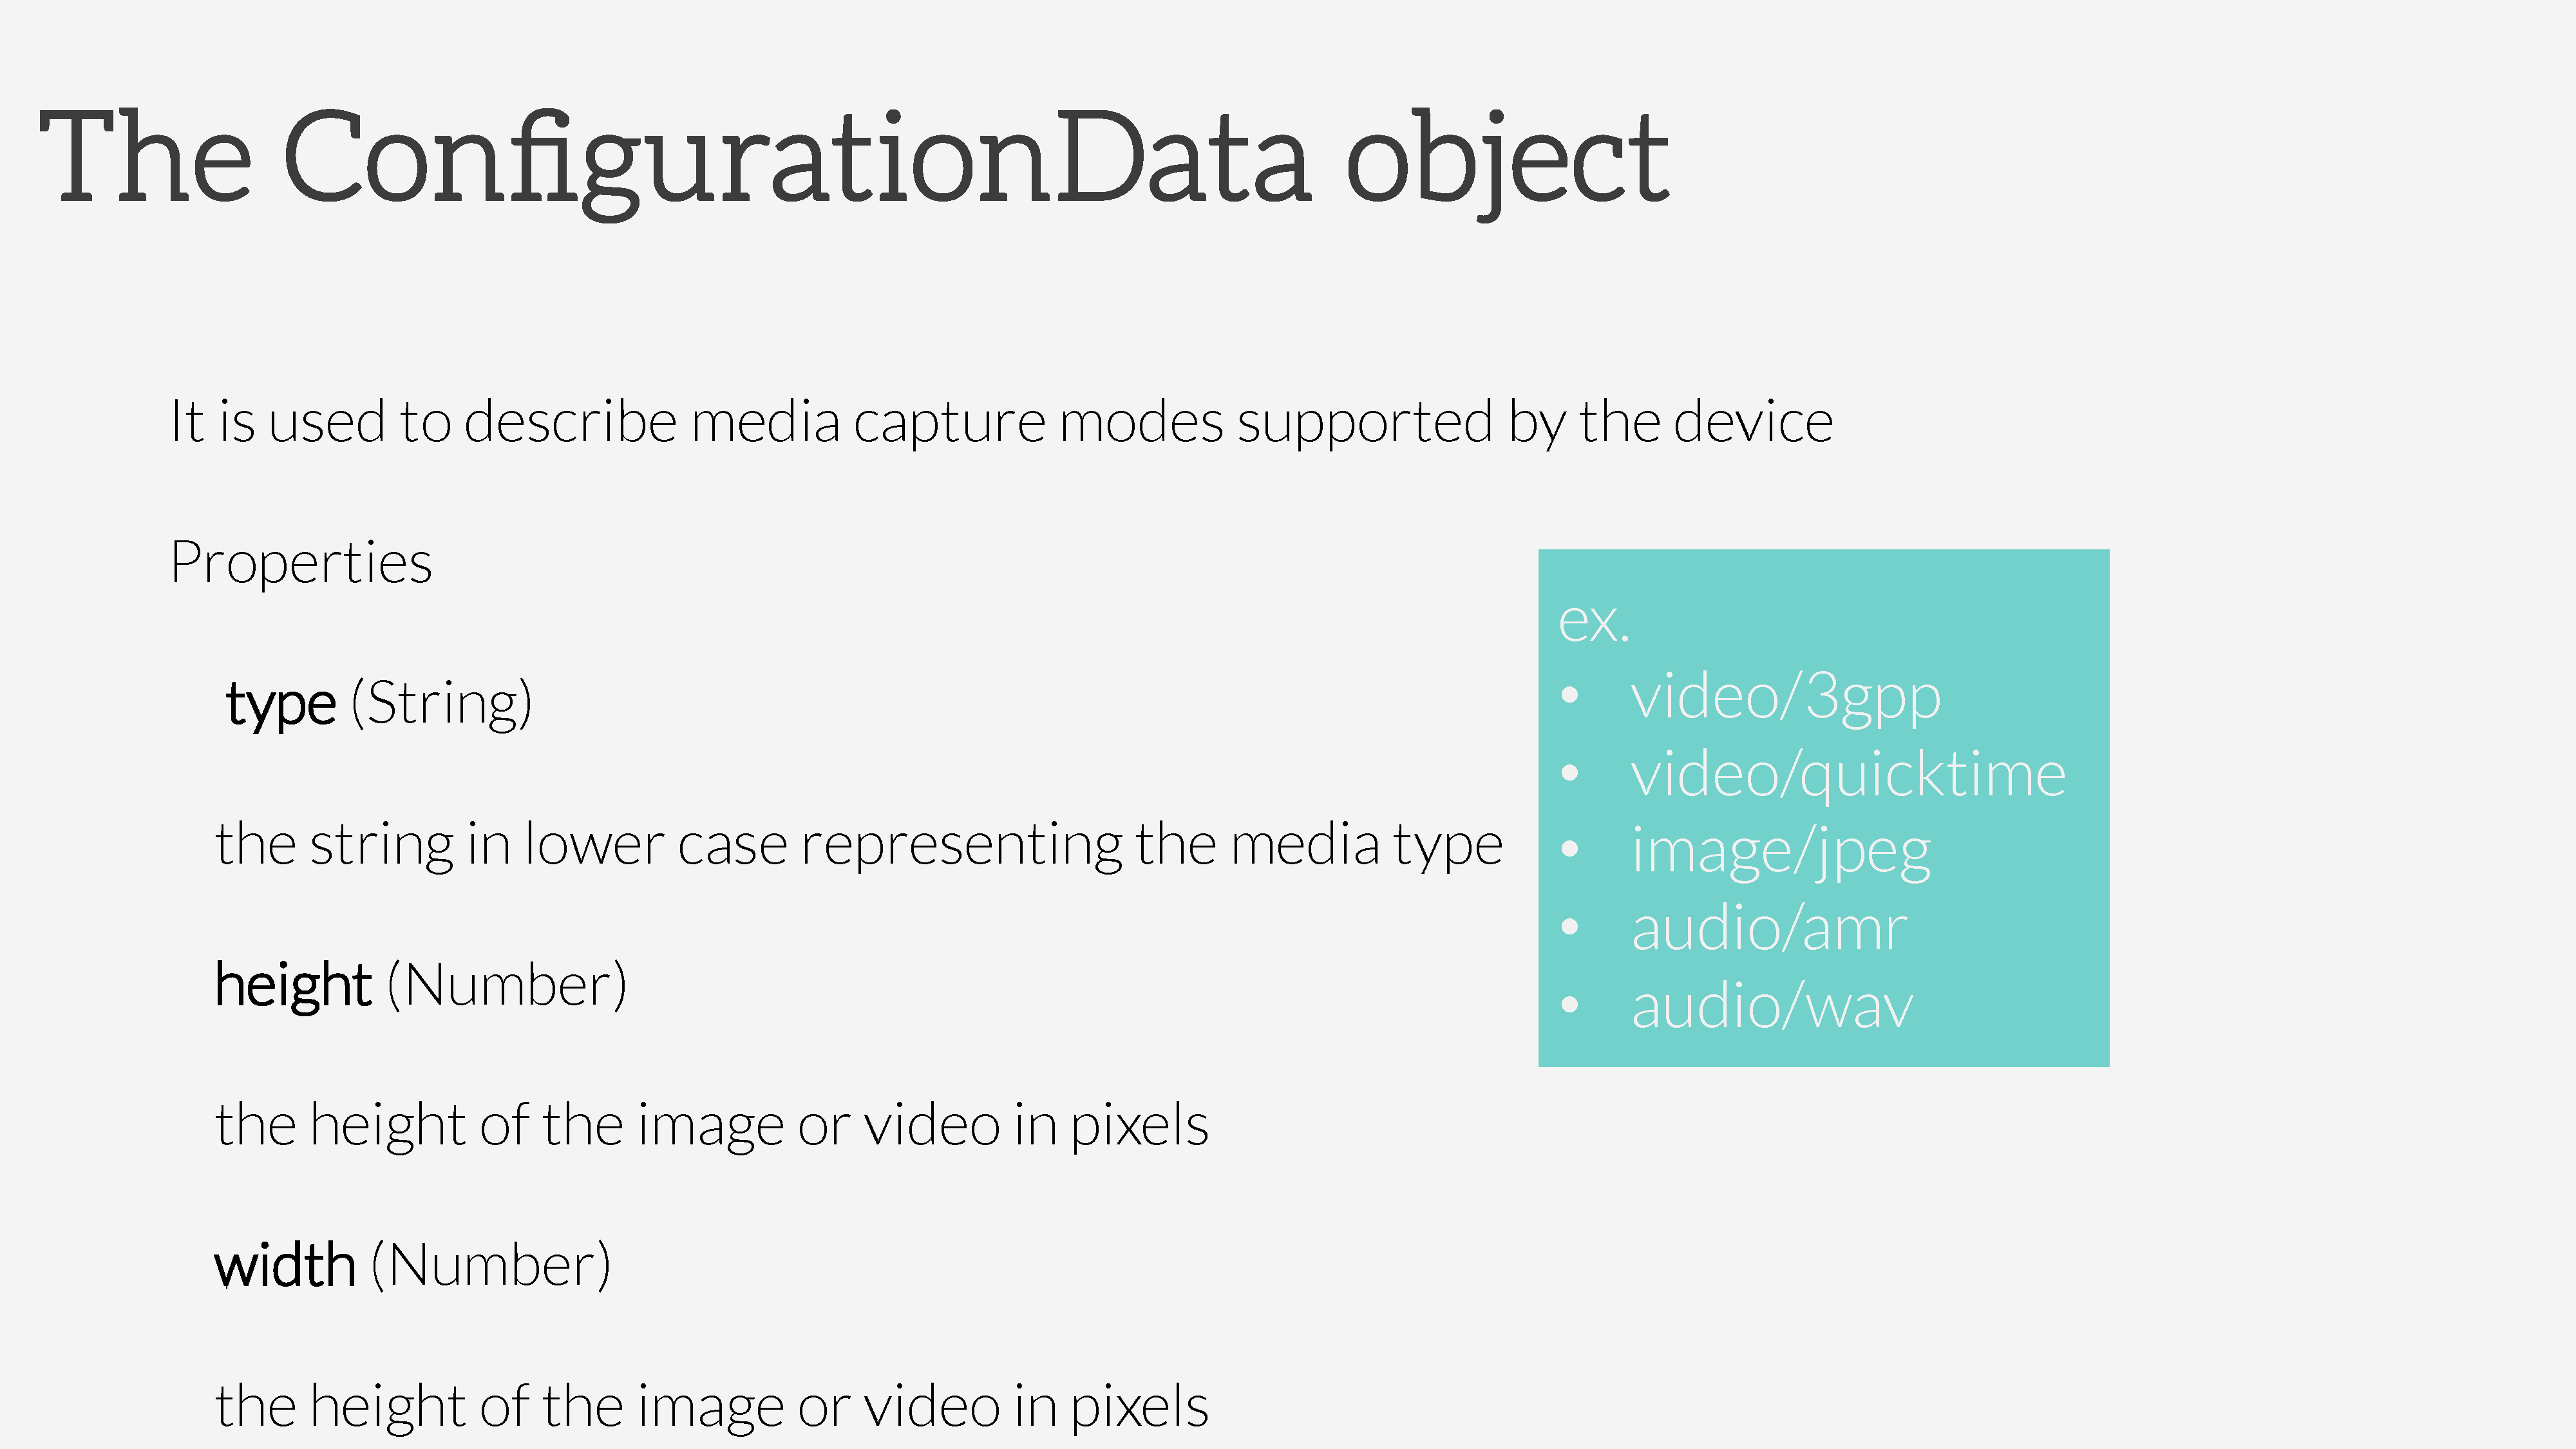 The ConfigurationData object
It is used to describe media capture modes supported by the device
Properties
type (String)
the string in lower case representing the media type
height (Number)
the height of the image or video in pixels
width (Number)
the height of the image or video in pixels
ex.
• video/3gpp
• video/quicktime
• image/jpeg
• audio/amr
• audio/wav